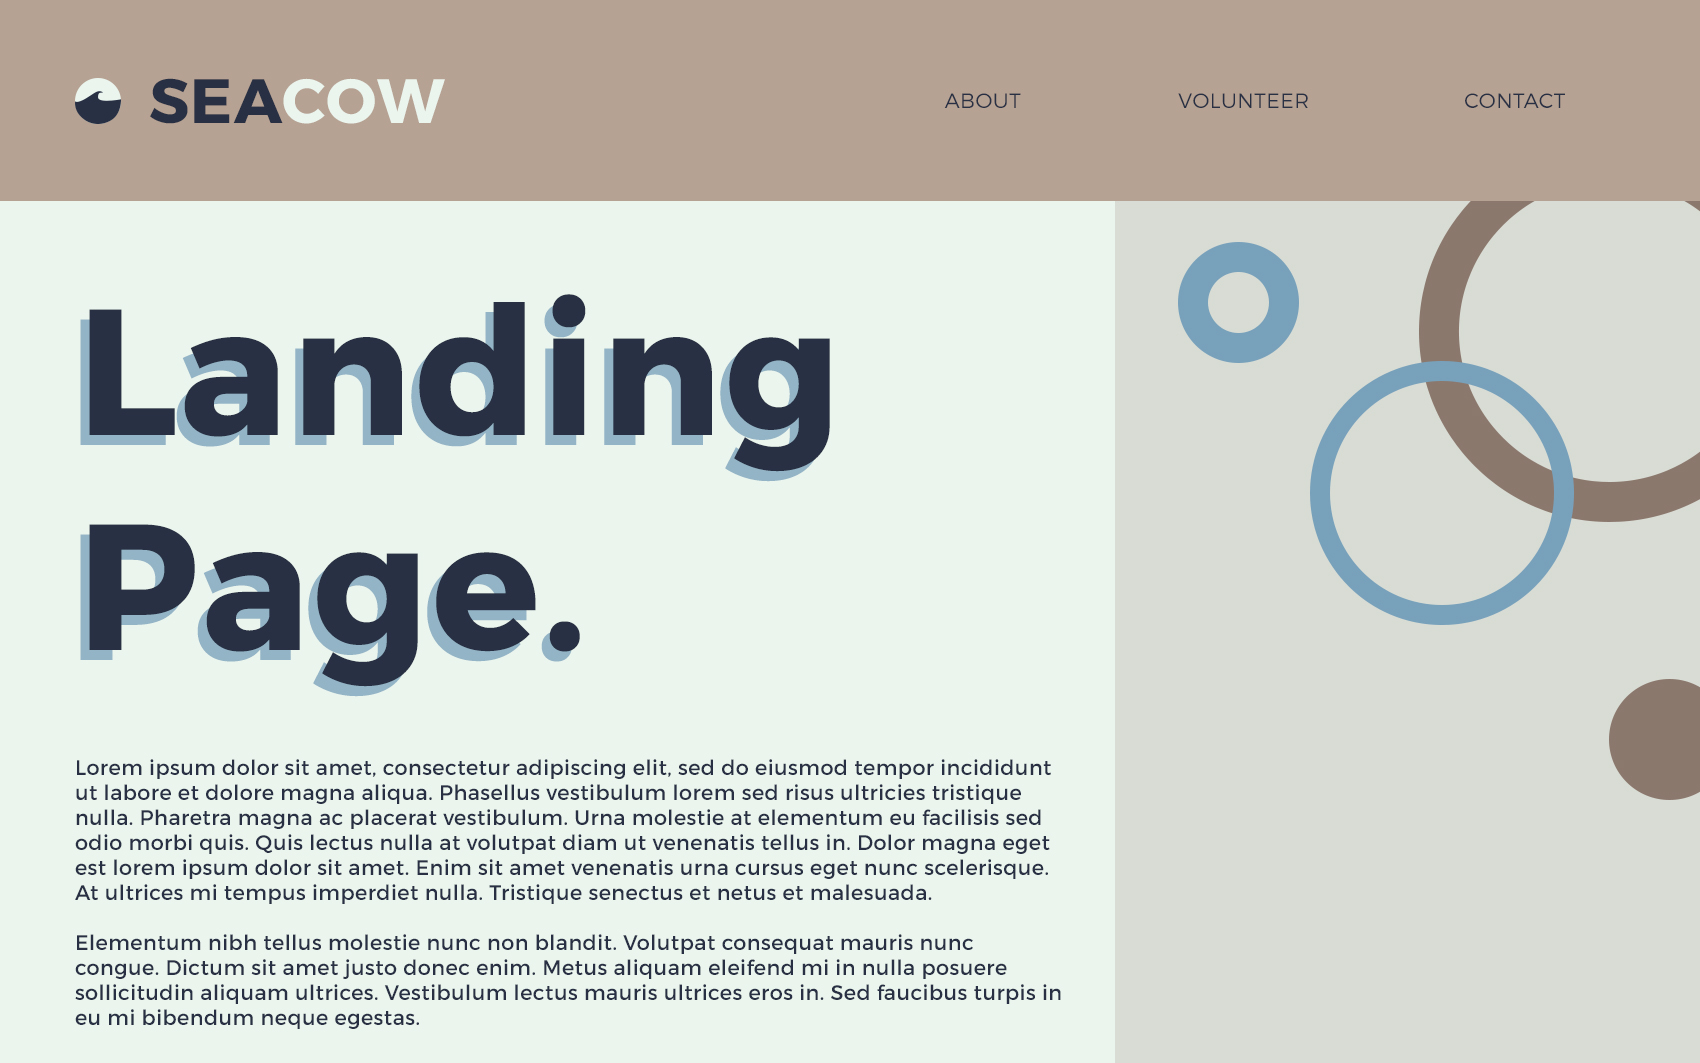 SEACOW
ABOUT VOLUNTEER CONTACT
Landing
Page.
Lorem ipsum dolor sit amet, consectetur adipiscing elit, sed do eiusmod tempor incididunt
ut labore et dolore magna aliqua. Phasellus vestibulum lorem sed risus ultricies tristique
nulla. Pharetra magna ac placerat vestibulum. Urna molestie at elementum eu facilisis sed
odio morbi quis. Quis lectus nulla at volutpat diam ut venenatis tellus in. Dolor magna eget
est lorem ipsum dolor sit amet. Enim sit amet venenatis urna cursus eget nunc scelerisque.
At ultrices mi tempus imperdiet nulla. Tristique senectus et netus et malesuada.
Elementum nibh tellus molestie nunc non blandit. Volutpat consequat mauris nunc
congue. Dictum sit amet justo donec enim. Metus aliquam eleifend mi in nulla posuere
sollicitudin aliquam ultrices. Vestibulum lectus mauris ultrices eros in. Sed faucibus turpis in
eu mi bibendum neque egestas.